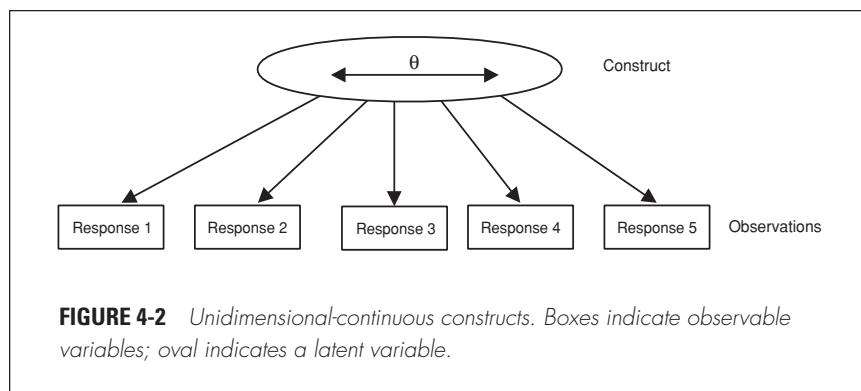 θ
Construct
Response 1
Response 2
Response 3
Response 4
Response 5
Observations
FIGURE 4-2 Unidimensional-continuous constructs. Boxes indicate observable
variables; oval indicates a latent variable.